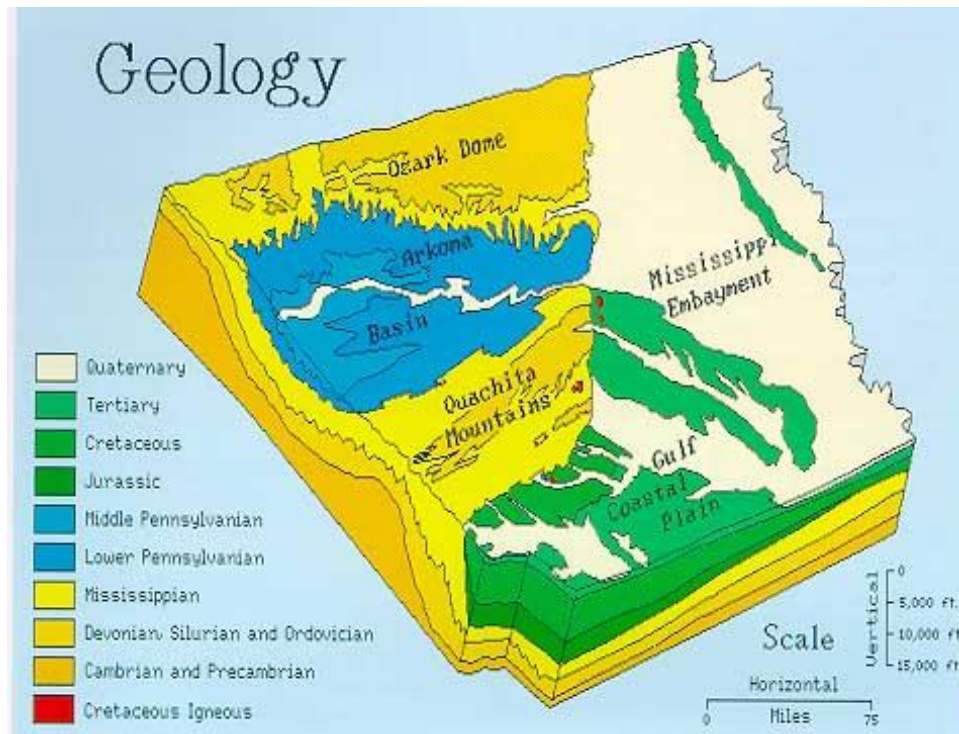 Geology
Ozark Dome
Arkoma
Basin
Mississippi
Embayment
Ouachita
Mountains
Gulf
Coastal
Plain
Quaternary
Tertiary
Cretaceous
Jurassic
Middle Pennsylvanian
Lower Pennsylvanian
Mississippian
Devonian, Silurian and Ordovician
Cambrian and Precambrian
Cretaceous Igneous
Scale
Vertical
0
5,000 ft.
10,000 ft.
15,000 ft.
Horizontal
0
Miles
75